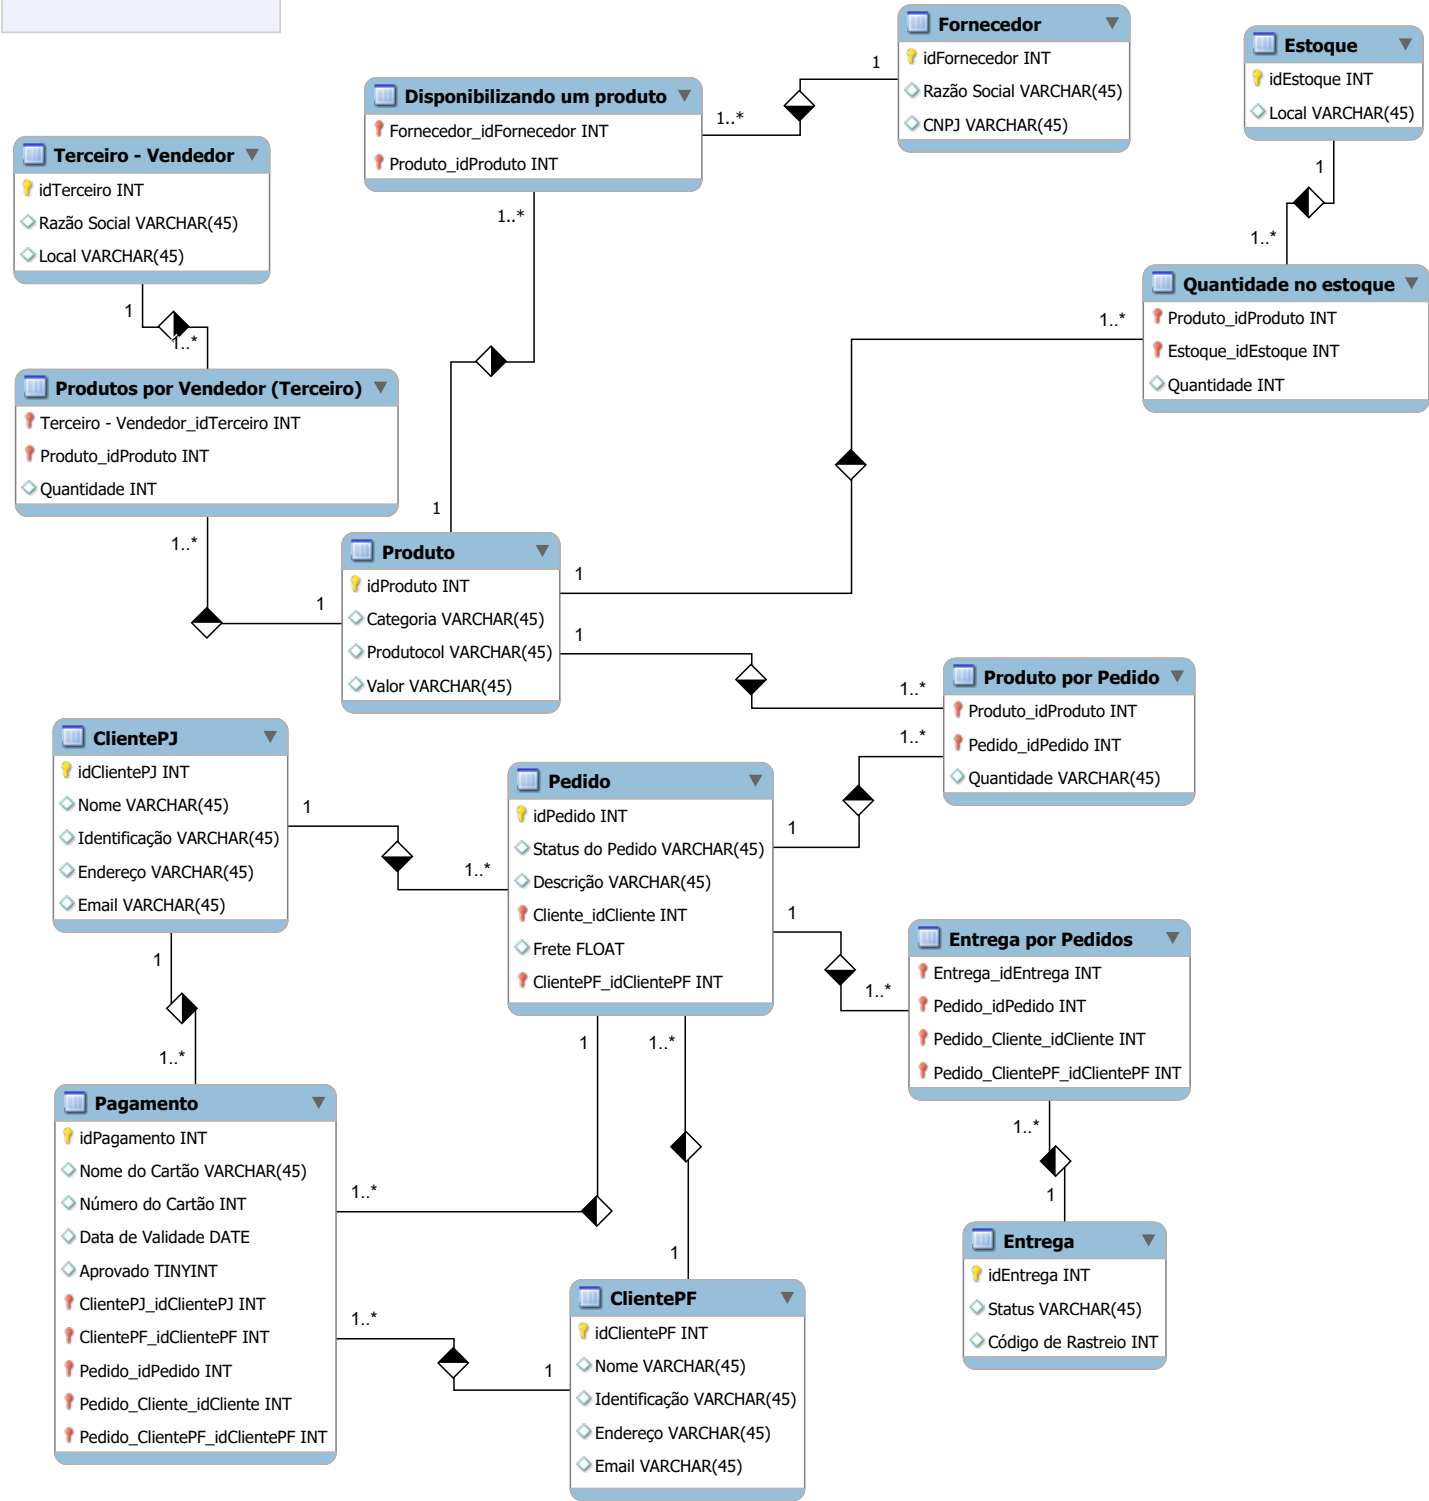 Fornecedor
idFornecedor INT
Razão Social VARCHAR(45)
CNPJ VARCHAR(45)
1
1..*
Estoque
idEstoque INT
Local VARCHAR(45)
1
1..*
Disponibilizando um produto
Fornecedor_idFornecedor INT
Produto_idProduto INT
1..*
1
Terceiro - Vendedor
idTerceiro INT
Razão Social VARCHAR(45)
Local VARCHAR(45)
1
1..*
Quantidade no estoque
Produto_idProduto INT
Estoque_idEstoque INT
Quantidade INT
1..*
Produtos por Vendedor (Terceiro)
Terceiro - Vendedor_idTerceiro INT
Produto_idProduto INT
Quantidade INT
1..*
1
Produto
idProduto INT
Categoria VARCHAR(45)
Produtocol VARCHAR(45)
Valor VARCHAR(45)
1
1
Produto por Pedido
Produto_idProduto INT
Pedido_idPedido INT
Quantidade VARCHAR(45)
1..*
1..*
ClientePJ
idClientePJ INT
Nome VARCHAR(45)
Identificação VARCHAR(45)
Endereço VARCHAR(45)
Email VARCHAR(45)
1
1..*
1
1..*
Pedido
idPedido INT
Status do Pedido VARCHAR(45)
Descrição VARCHAR(45)
Cliente_idCliente INT
Frete FLOAT
ClientePF_idClientePF INT
1
1
1..*
1
1..*
Entrega por Pedidos
Entrega_idEntrega INT
Pedido_idPedido INT
Pedido_Cliente_idCliente INT
Pedido_ClientePF_idClientePF INT
1..*
1
Pagamento
idPagamento INT
Nome do Cartão VARCHAR(45)
Número do Cartão INT
Data de Validade DATE
Aprovado TINYINT
ClientePJ_idClientePJ INT
ClientePF_idClientePF INT
Pedido_idPedido INT
Pedido_Cliente_idCliente INT
Pedido_ClientePF_idClientePF INT
1..*
1..*
1
1
ClientePF
idClientePF INT
Nome VARCHAR(45)
Identificação VARCHAR(45)
Endereço VARCHAR(45)
Email VARCHAR(45)
Entrega
idEntrega INT
Status VARCHAR(45)
Código de Rastreio INT